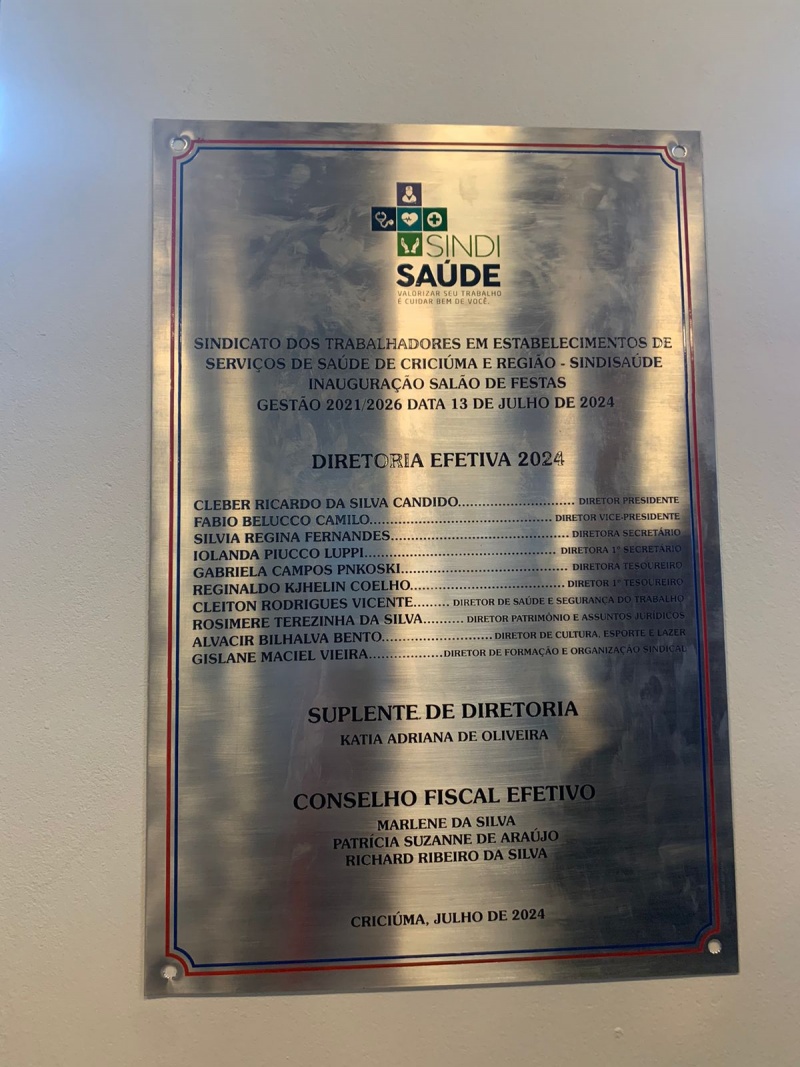 SINDI
SAÚDE
VALORIZAR SEU TRABALHO
E CUIDAR BEM DE VOCÊ.
SINDICATO DOS TRABALHADORES EM ESTABELECIMENTOS DE
SERVIÇOS DE SAÚDE DE CRICIÚMA E REGIÃO - SINDISAÚDE
INAUGURAÇÃO SALÃO DE FESTAS
GESTÃO 2021/2026 DATA 13 DE JULHO DE 2024
DIRETORIA EFETIVA 2024
CLEBER RICARDO DA SILVA CANDIDO............................ DIRETOR PRESIDENTE
FABIO BELUCCO CAMILO............................................ DIRETOR VICE-PRESIDENTE
SILVIA REGINA FERNANDES........................................... DIRETORA SECRETÁRIO
IOLANDA PIUCCO LUPPI.............................................. DIRETORA 1º SECRETÁRIO
GABRIELA CAMPOS PNKOSKI........................................ DIRETORA TESOUREIRO
REGINALDO KJHELIN COELHO..................................... DIRETOR 1º TESOUREIRO
CLEITON RODRIGUES VICENTE......... DIRETOR DE SAÚDE E SEGURANÇA DO TRABALHO
ROSIMERE TEREZINHA DA SILVA.......... DIRETOR PATRIMÔNIO E ASSUNTOS JURÍDICOS
ALVACIR BILHALVA BENTO........................... DIRETOR DE CULTURA, ESPORTE E LAZER
GISLANE MACIEL VIEIRA..................DIRETOR DE FORMAÇÃO E ORGANIZAÇÃO SINDICAL
SUPLENTE DE DIRETORIA
KATIA ADRIANA DE OLIVEIRA
CONSELHO FISCAL EFETIVO
MARLENE DA SILVA
PATRÍCIA SUZANNE DE ARAÚJO
RICHARD RIBEIRO DA SILVA
CRICIÚMA, JULHO DE 2024